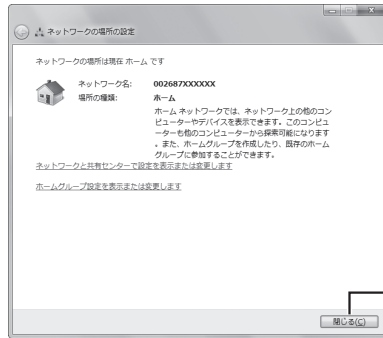 ネットワークの場所の設定
ネットワークの場所は現在 ホーム です
ネットワーク名: 002687XXXXXX
場所の種類: ホーム
ホーム ネットワークでは、ネットワーク上の他のコン
ピューターやデバイスを表示できます。このコンピュ
ーターも他のコンピューターから探索可能になります
。また、ホームグループを作成したり、既存のホーム
グループに参加することができます。
ネットワークと共有センターで設定を表示または変更します
ホームグループ設定を表示または変更します
閉じる(C)